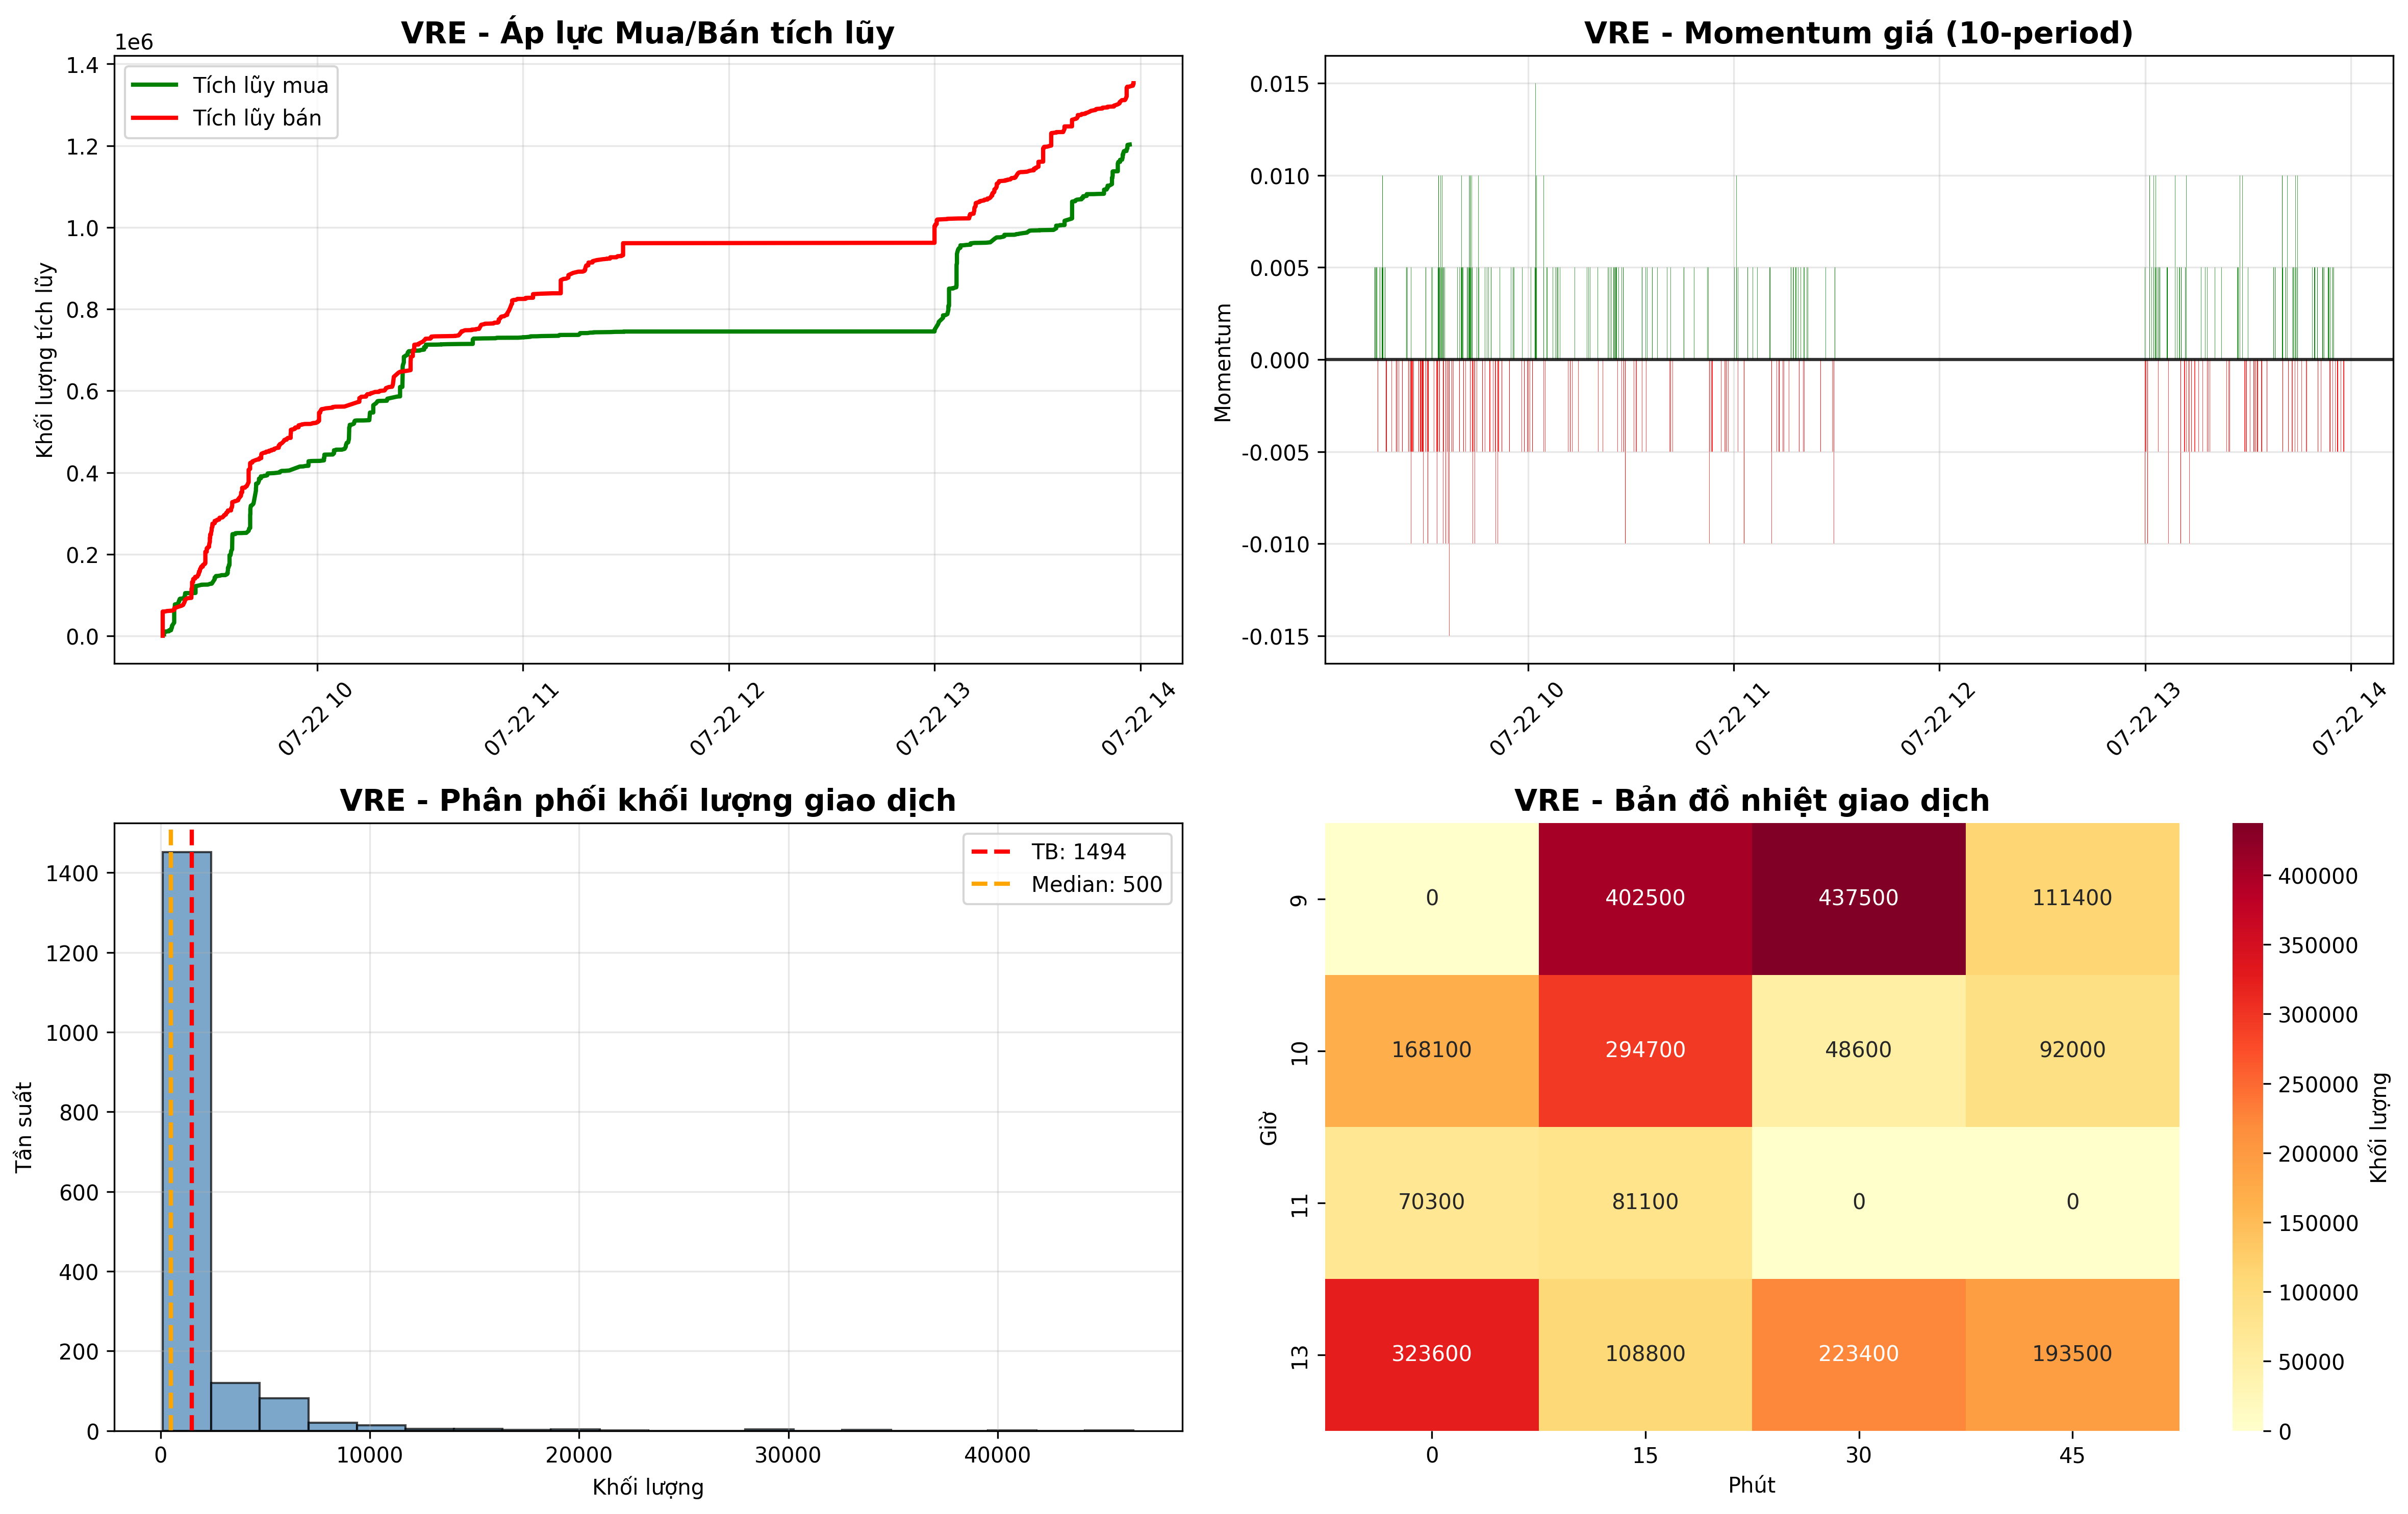 VRE - Áp lực Mua/Bán tích lũy
1e6
Tích lũy mua
Tích lũy bán
1.4
1.2
1.0
0.8
0.6
0.4
0.2
0.0
Khối lượng tích lũy
07-22 10
07-22 11
07-22 12
07-22 13
07-22 14
VRE - Momentum giá (10-period)
0.015
0.010
0.005
0.000
-0.005
-0.010
-0.015
Momentum
07-22 10
07-22 11
07-22 12
07-22 13
07-22 14
VRE - Phân phối khối lượng giao dịch
TB: 1494
Median: 500
1400
1200
1000
800
600
400
200
0
Tần suất
0 10000 20000 30000 40000
Khối lượng
VRE - Bản đồ nhiệt giao dịch
9 0 402500 437500 111400
10 168100 294700 48600 92000
11 70300 81100 0 0
13 323600 108800 223400 193500
Giờ
0 15 30 45
Phút
400000
350000
300000
250000
200000
150000
100000
50000
0
Khối lượng